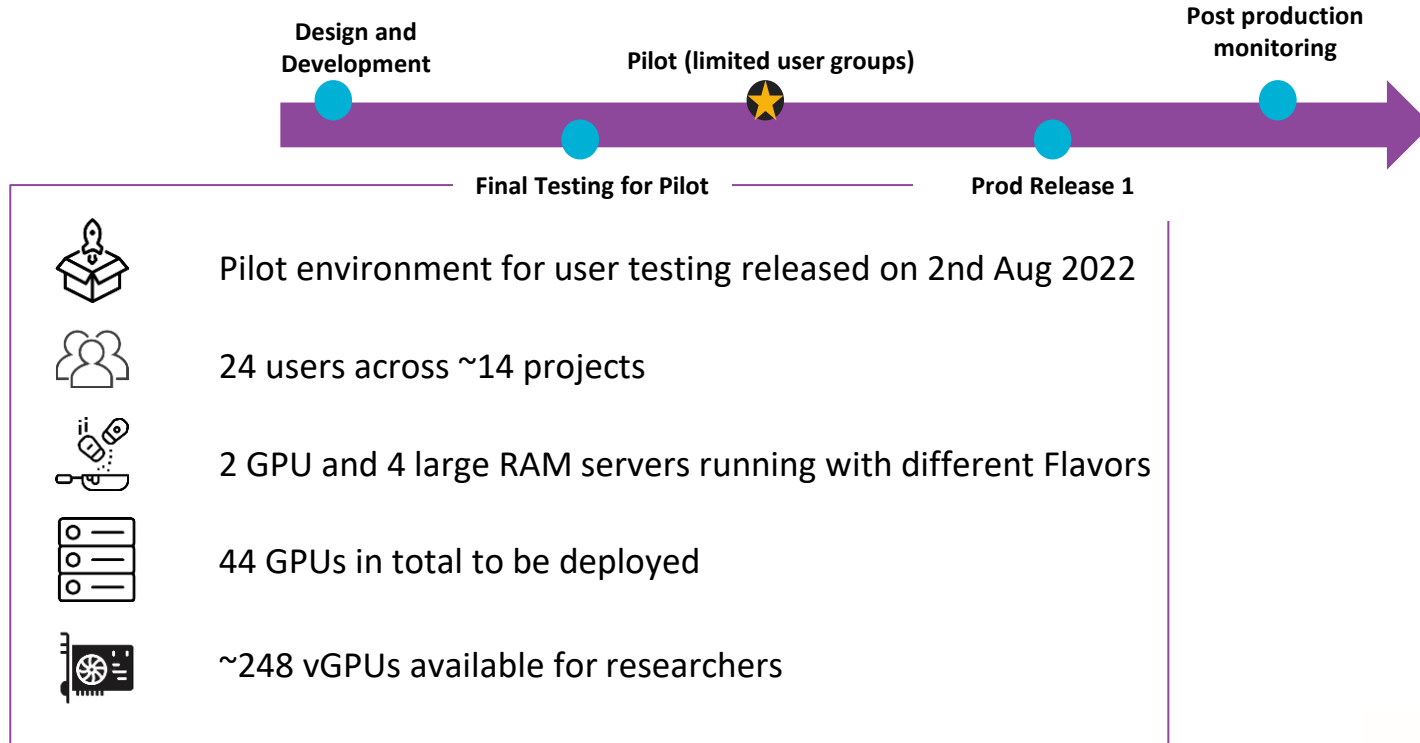 Design and
Development
Pilot (limited user groups)
Post production
monitoring
Final Testing for Pilot
Prod Release 1
Pilot environment for user testing released on 2nd Aug 2022
24 users across ~14 projects
2 GPU and 4 large RAM servers running with different Flavors
44 GPUs in total to be deployed
~248 vGPUs available for researchers